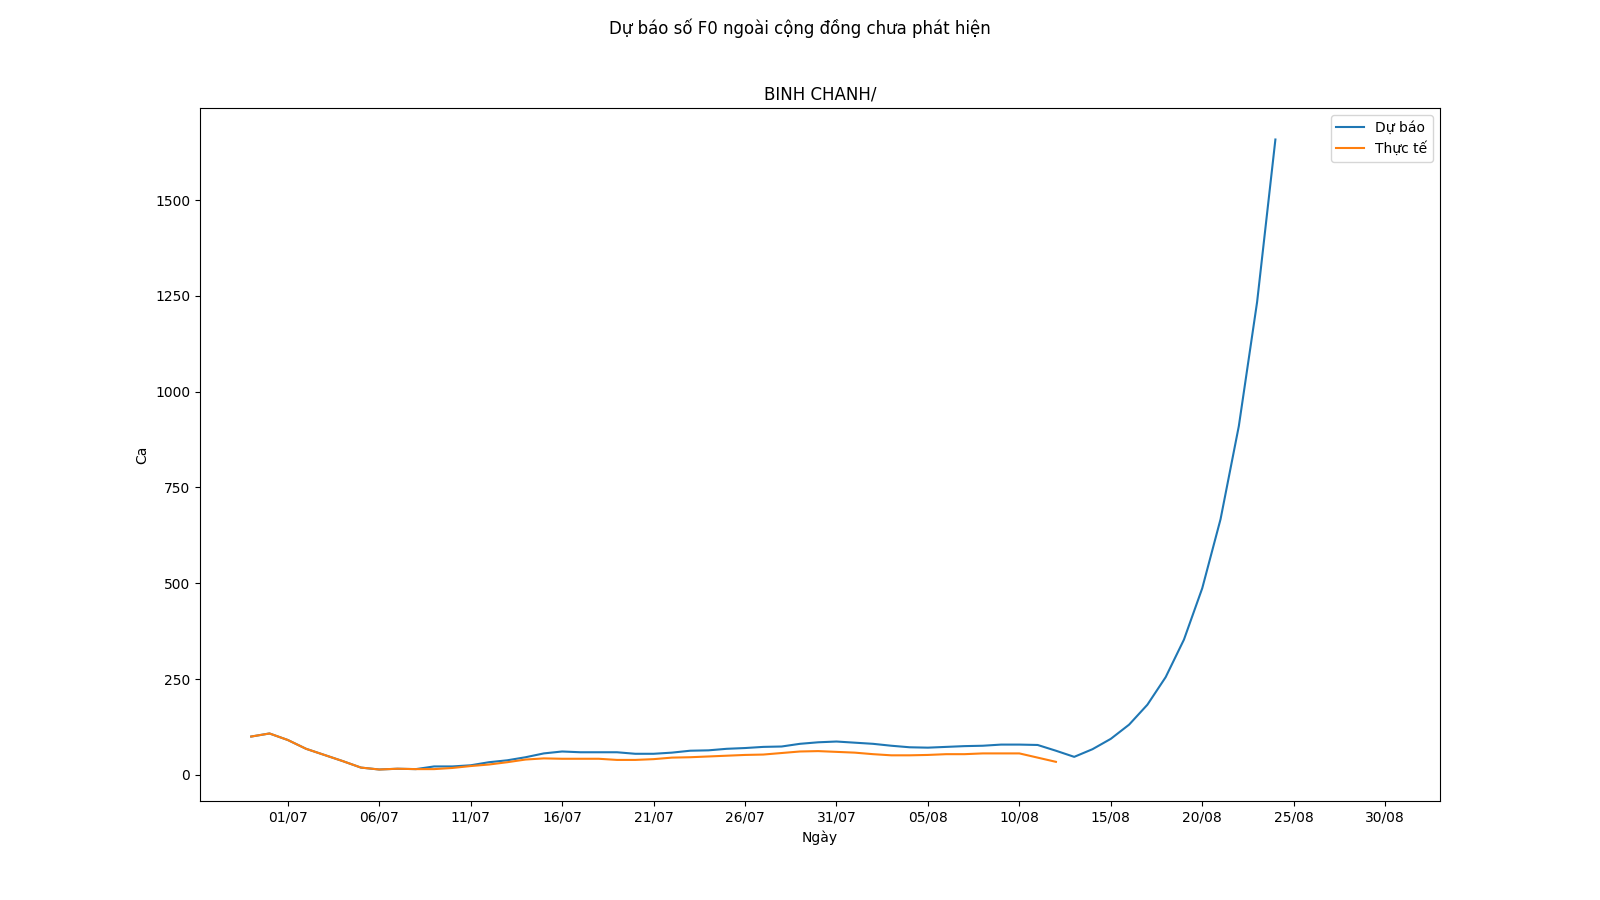 Dự báo số F0 ngoài cộng đồng chưa phát hiện
BINH CHANH/
Dự báo
Thực tế
Ca
1500
1250
1000
750
500
250
0
01/07 06/07 11/07 16/07 21/07 26/07 31/07 05/08 10/08 15/08 20/08 25/08 30/08
Ngày